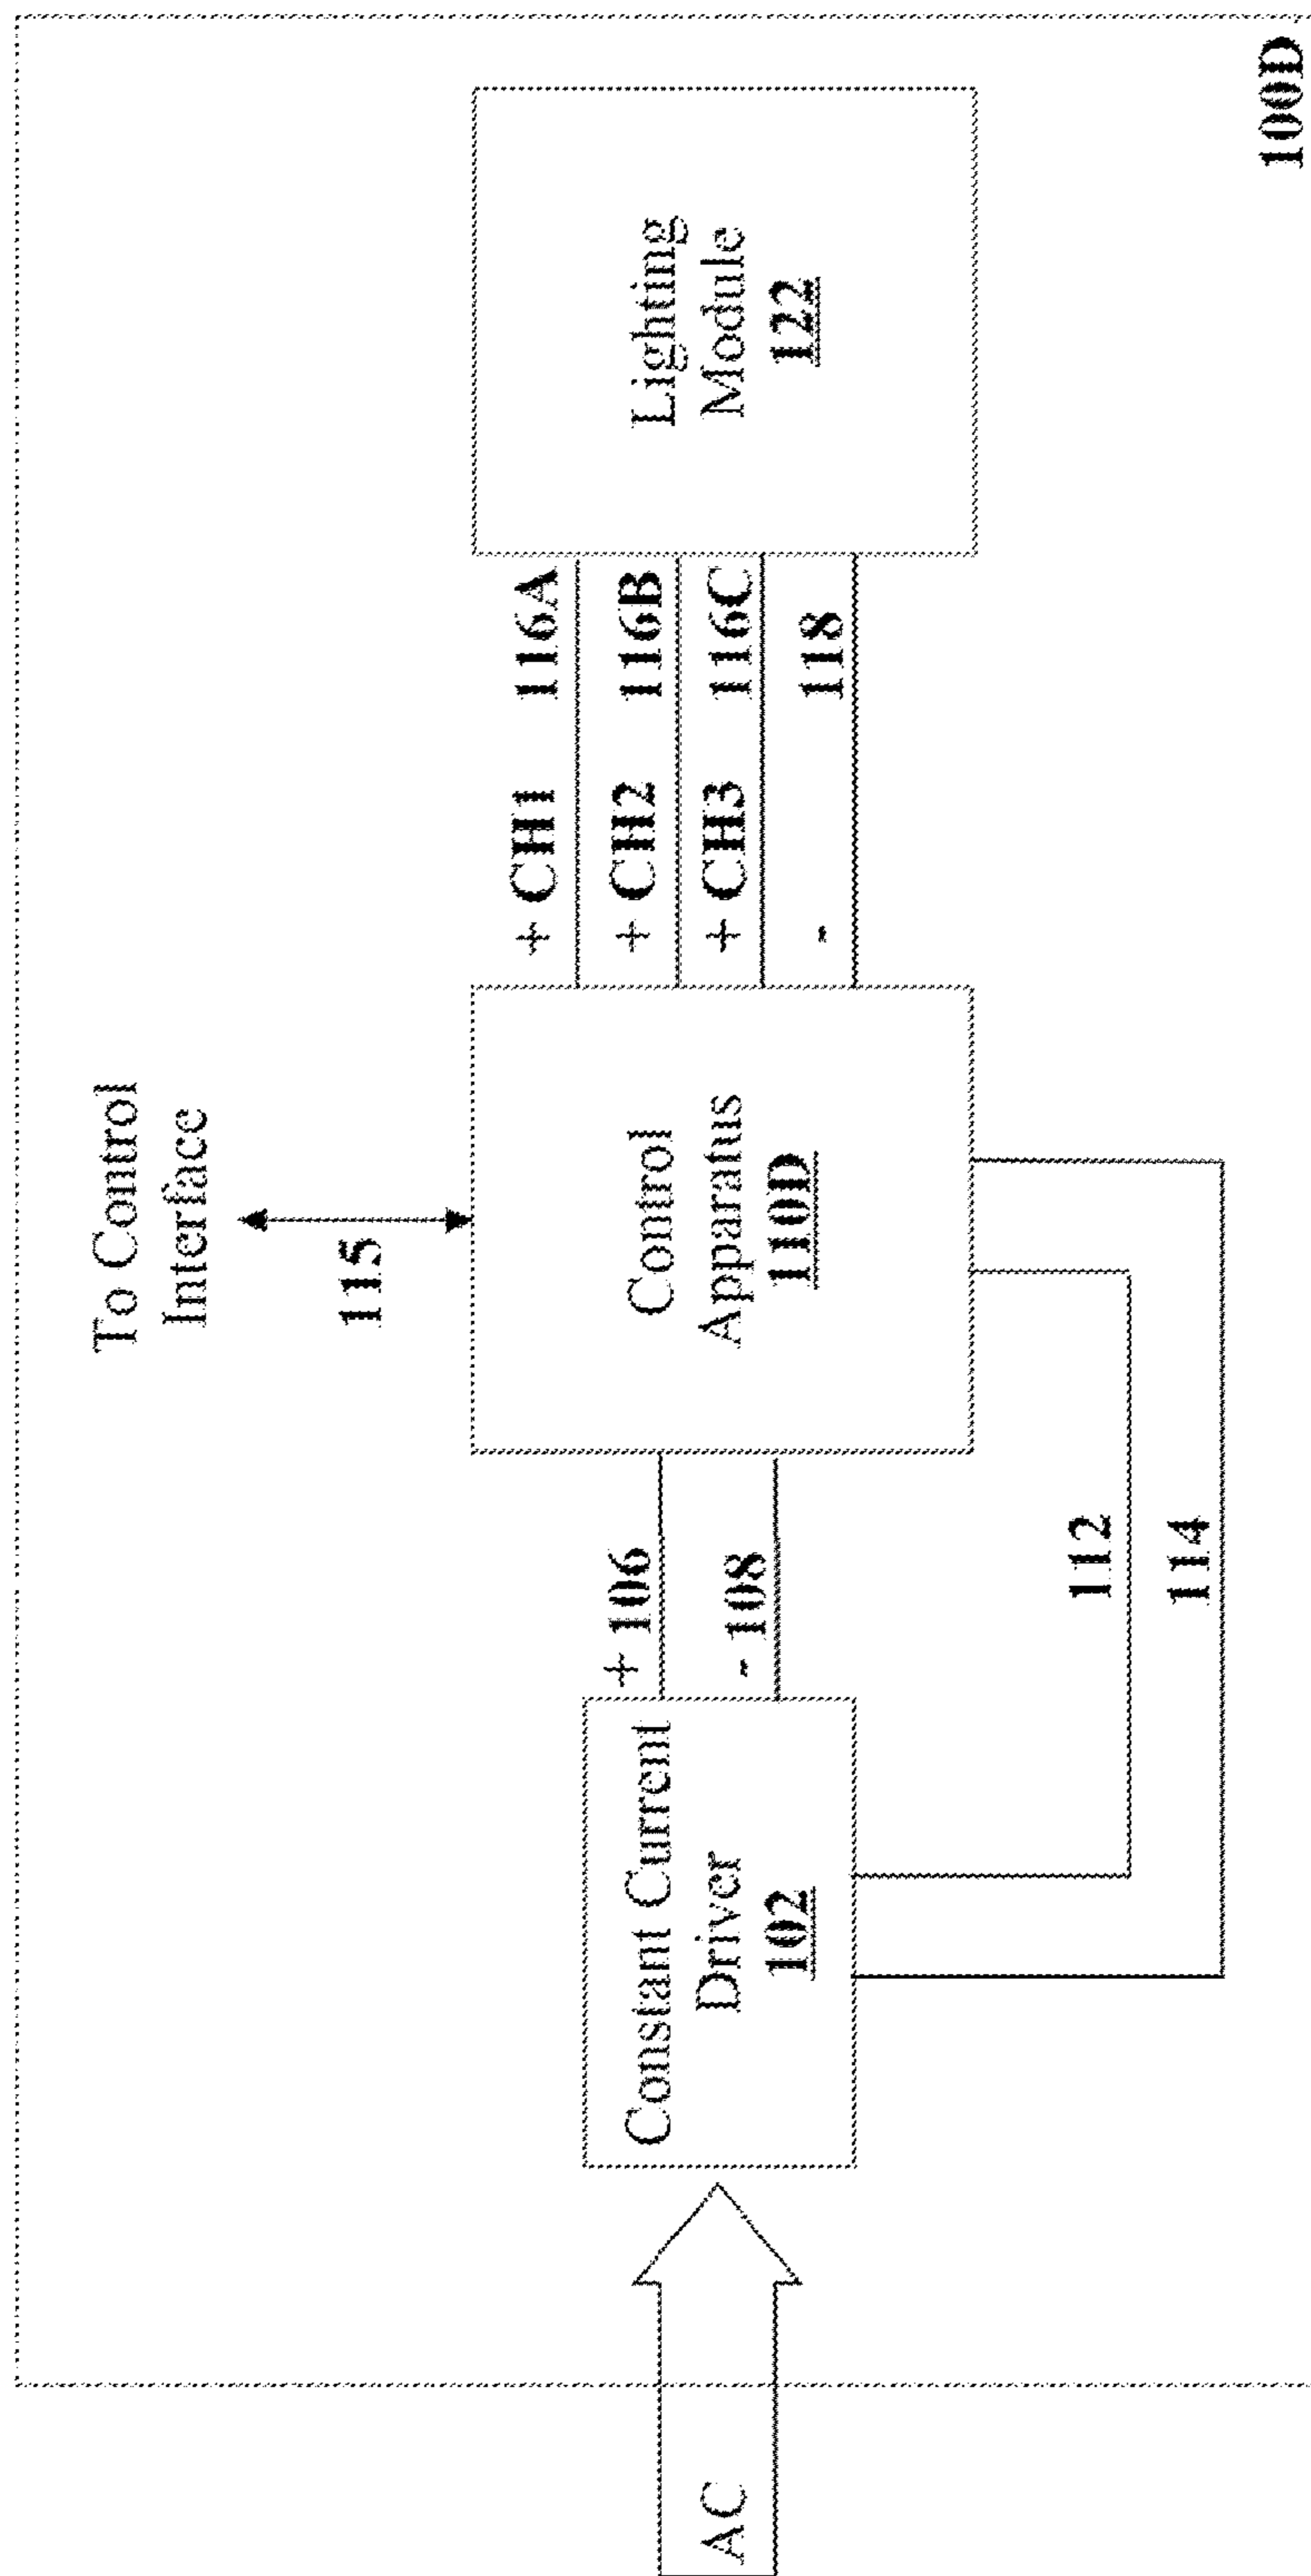 To Control
Interface
115
AC
Constant Current
Driver
102
+ 106
- 108
Control
Apparatus
110D
+ CH1 116A
+ CH2 116B
+ CH3 116C
- 118
Lighting
Module
122
112
114
100D